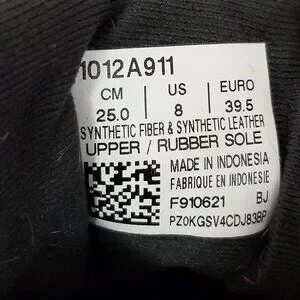 1012A911
CM US EURO
25.0 8 39.5
SYNTHETIC FIBER & SYNTHETIC LEATHER
UPPER / RUBBER SOLE
MADE IN INDONESIA
FABRIQUE EN INDONESIE
F910621 BJ
PZ0KGSV4CDJ83BP